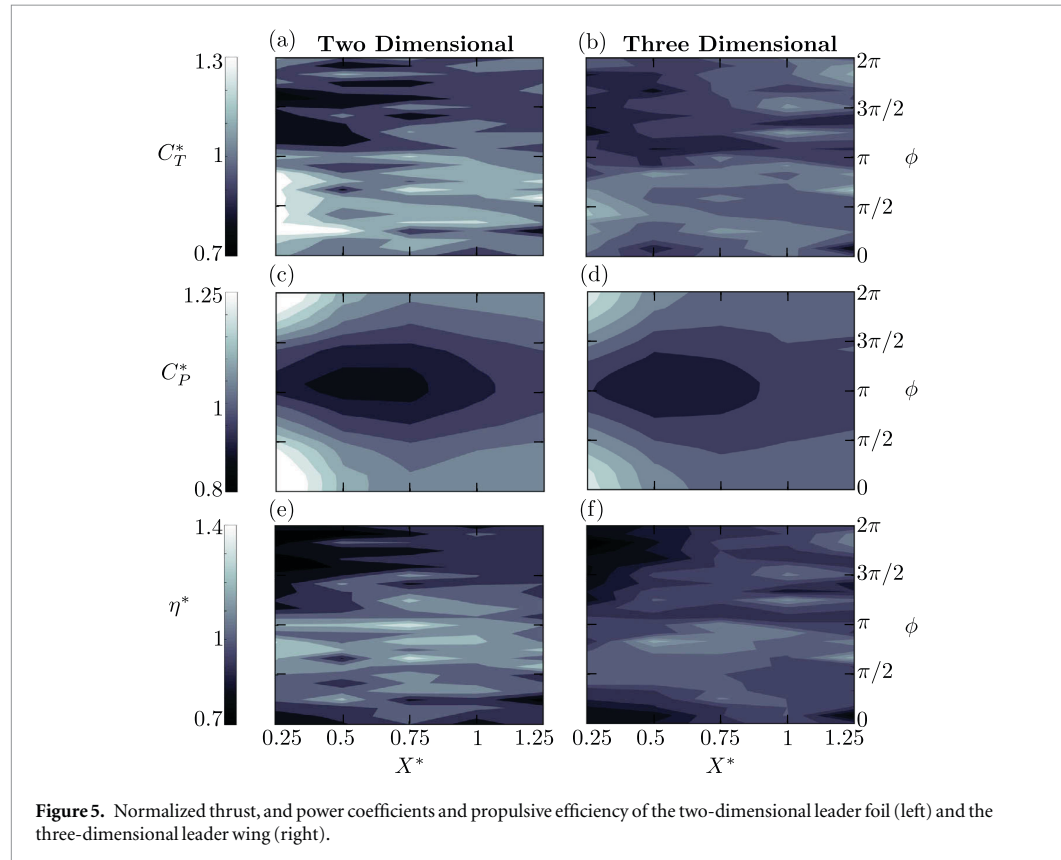 (a) Two Dimensional (b) Three Dimensional
1.3 2π
3π/2
C_T^* 1 π ϕ
π/2
0.7 0
(c) (d)
1.25 2π
3π/2
C_P^* 1 π ϕ
π/2
0.8 0
(e) (f)
1.4 2π
3π/2
η* 1 π ϕ
π/2
0.7 0
0.25 0.5 0.75 1 1.25 0.25 0.5 0.75 1 1.25
X* X*
Figure 5. Normalized thrust, and power coefficients and propulsive efficiency of the two-dimensional leader foil (left) and the
three-dimensional leader wing (right).